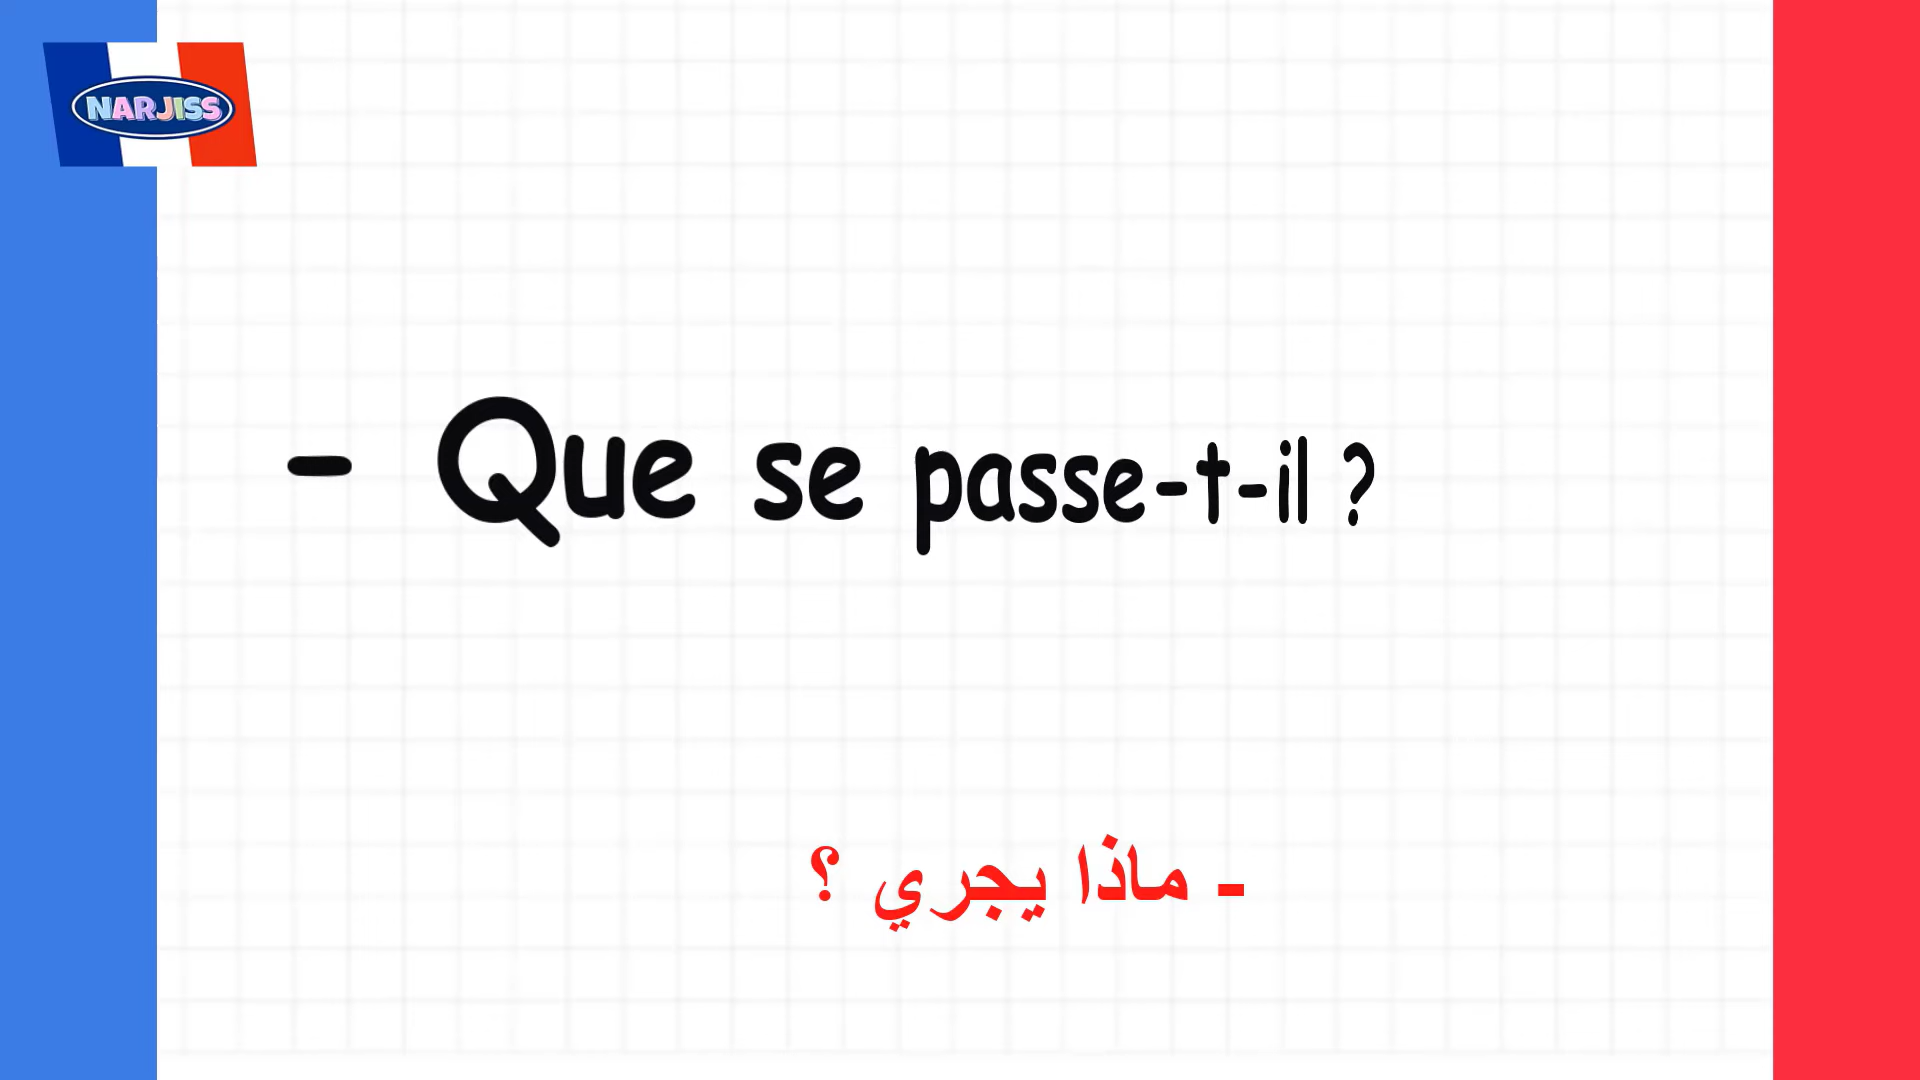 NARJISS
- Que se passe-t-il ?
- ماذا يجري ؟